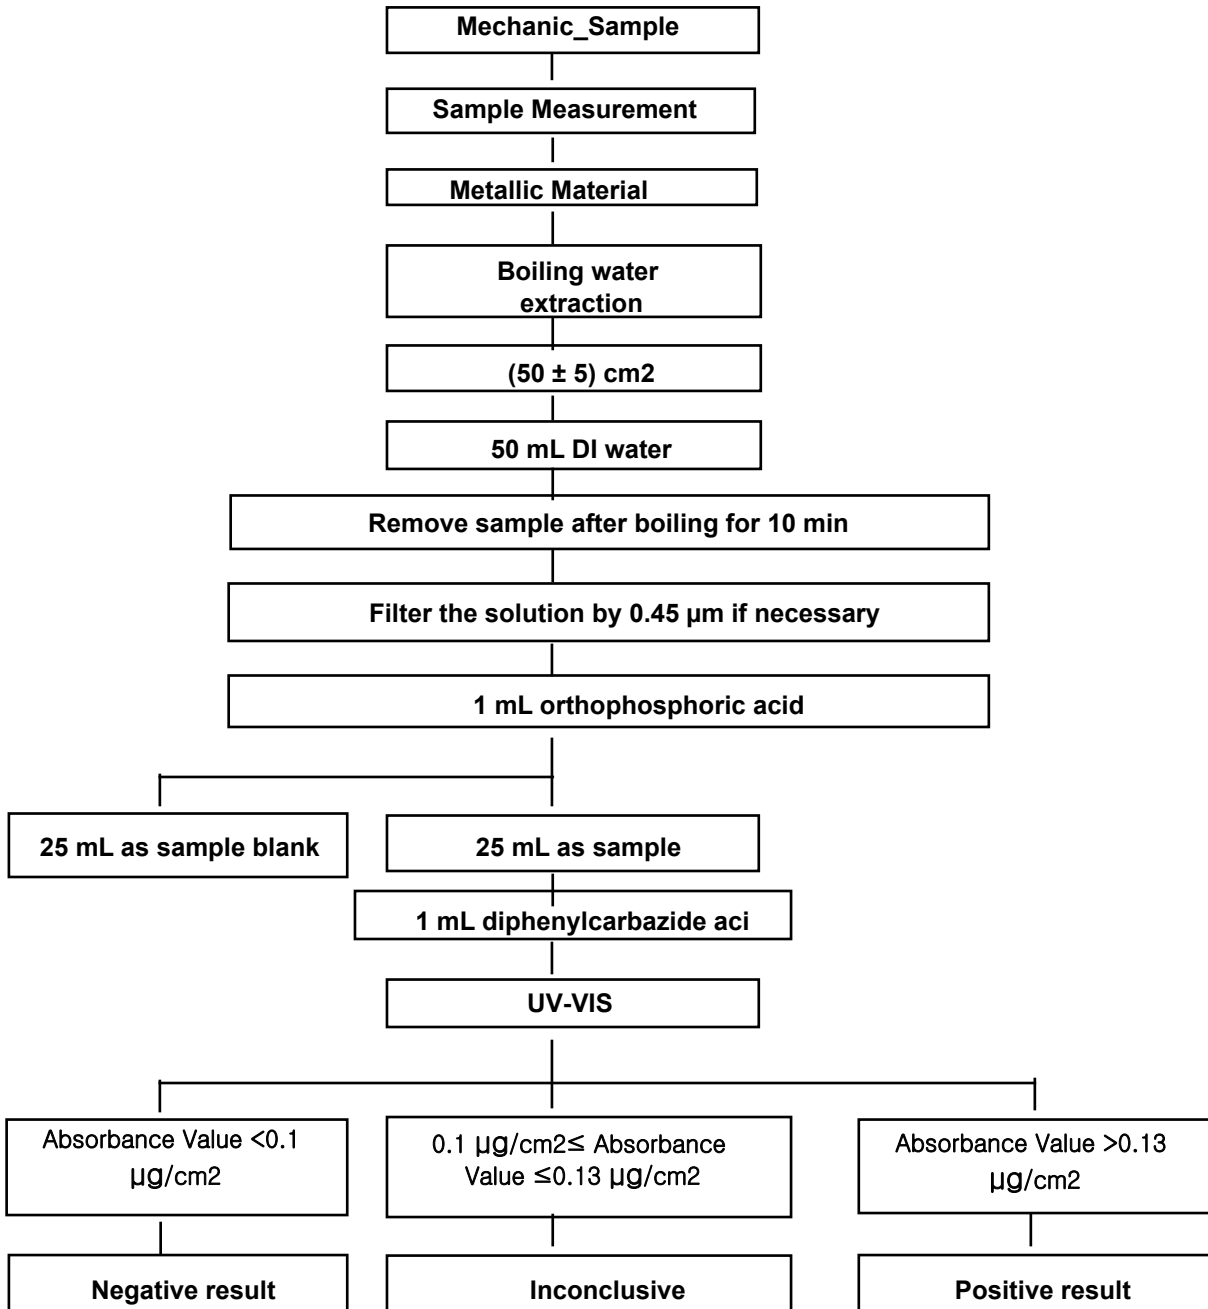 Mechanic_Sample
Sample Measurement
Metallic Material
Boiling water
extraction
(50 ± 5) cm2
50 mL DI water
Remove sample after boiling for 10 min
Filter the solution by 0.45 µm if necessary
1 mL orthophosphoric acid
25 mL as sample blank
25 mL as sample
1 mL diphenylcarbazide aci
UV-VIS
Absorbance Value <0.1
µg/cm2
0.1 µg/cm2≤ Absorbance
Value ≤0.13 µg/cm2
Absorbance Value >0.13
µg/cm2
Negative result
Inconclusive
Positive result